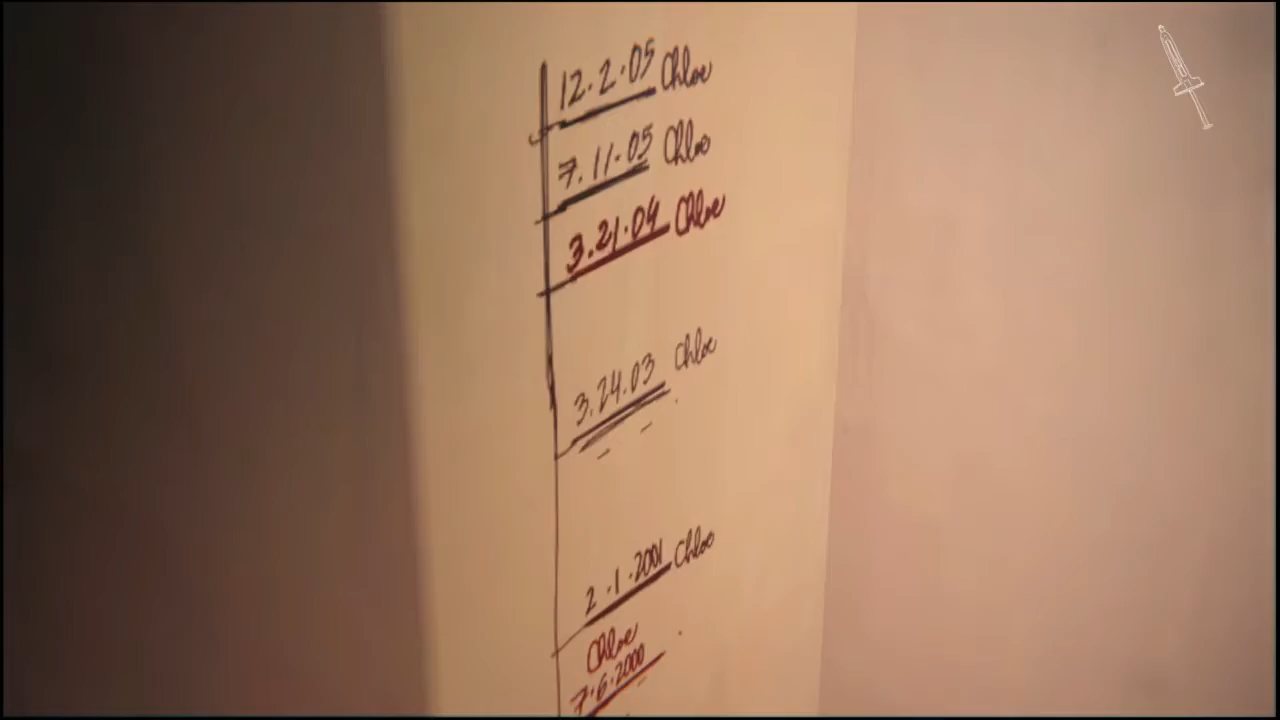 12.2.05 Chloe
7.11.05 Chloe
3.21.04 Chloe
3.24.03 Chloe
2.1.2001 Chloe
Chloe
7.6.2000